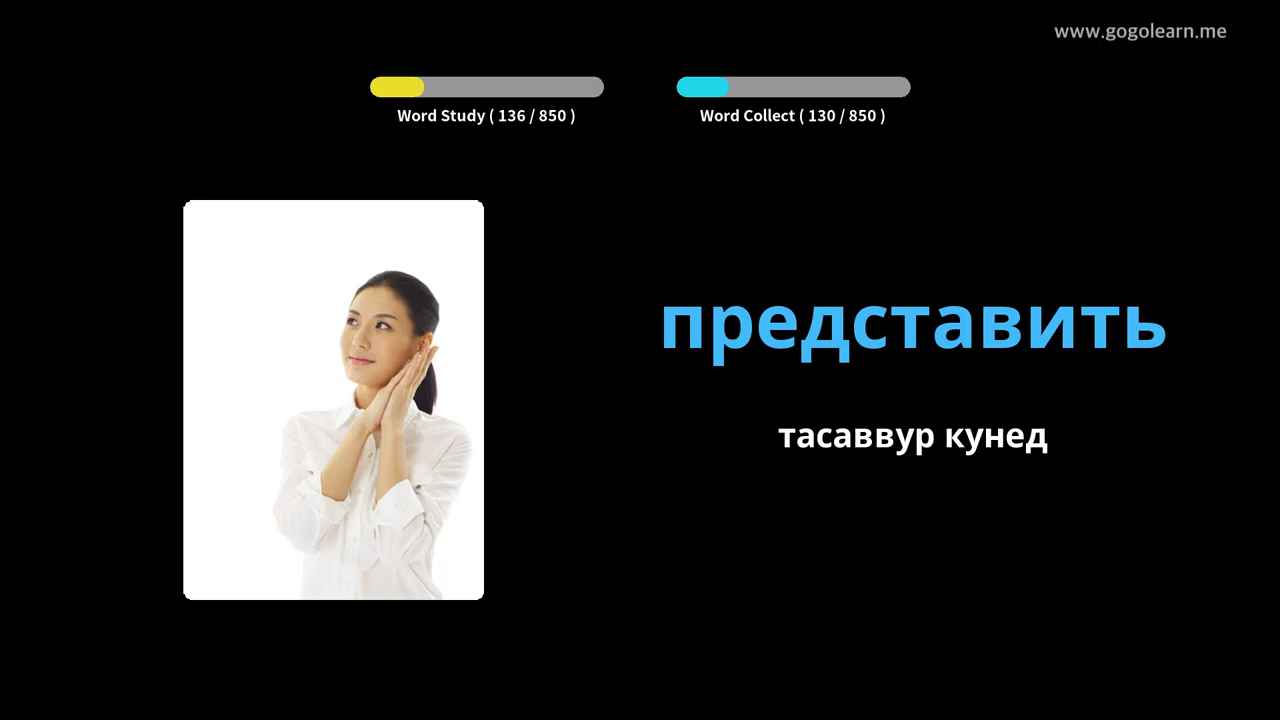 www.gogolearn.me
Word Study ( 136 / 850 )
Word Collect ( 130 / 850 )
представить
тасаввур кунед